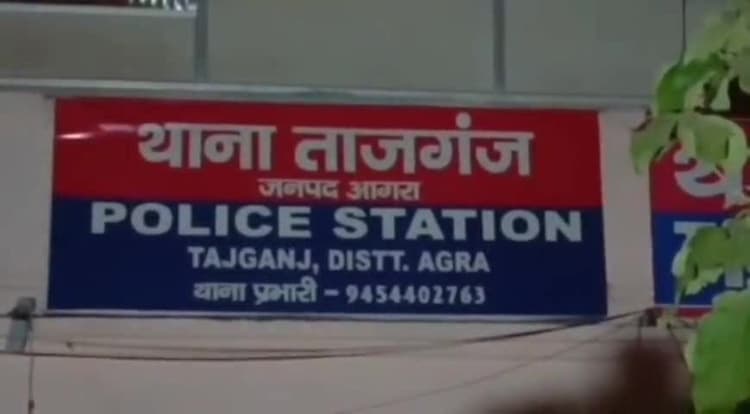 थाना ताजगंज
जनपद आगरा
POLICE STATION
TAJGANJ, DISTT. AGRA
थाना प्रभारी – 9454402763